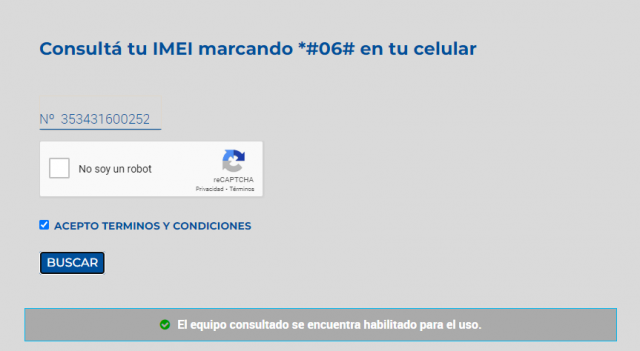 Consultá tu IMEI marcando *#06# en tu celular
Nº 353431600252
No soy un robot
reCAPTCHA
Privacidad - Términos
ACEPTO TERMINOS Y CONDICIONES
BUSCAR
El equipo consultado se encuentra habilitado para el uso.